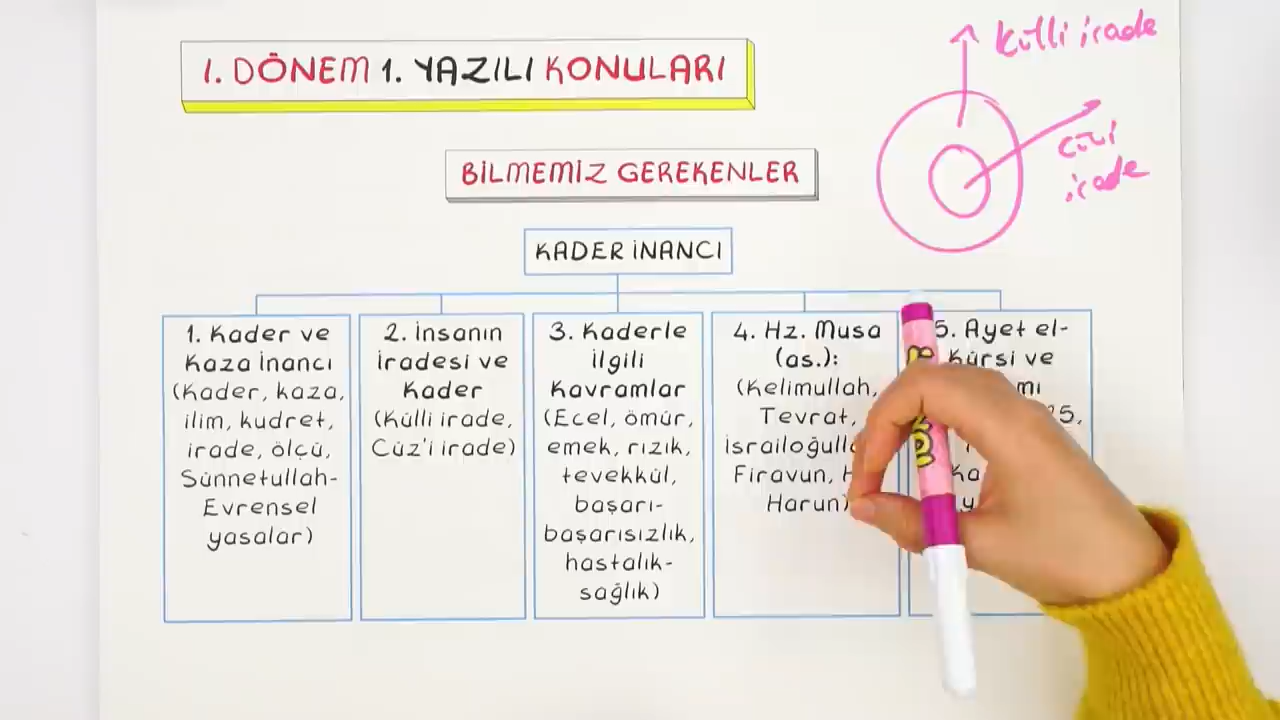 1. DÖNEM 1. YAZILI KONULARI
Külli irade
cüzi
irade
BİLMEMİZ GEREKENLER
KADER İNANCI
1. Kader ve
Kaza İnancı
(Kader, kaza,
ilim, kudret,
irade, ölçü,
Sünnetullah-
Evrensel
yasalar)
2. İnsanın
İradesi ve
Kader
(Külli irade,
Cüz'i irade)
3. Kaderle
İlgili
Kavramlar
(Ecel, ömür,
emek, rızık,
tevekkül,
başarı-
başarısızlık,
hastalık-
sağlık)
4. Hz. Musa
(as.):
(Kelimullah,
Tevrat,
Firavun,
Harun)
5. Ayet el-
Kürsi ve